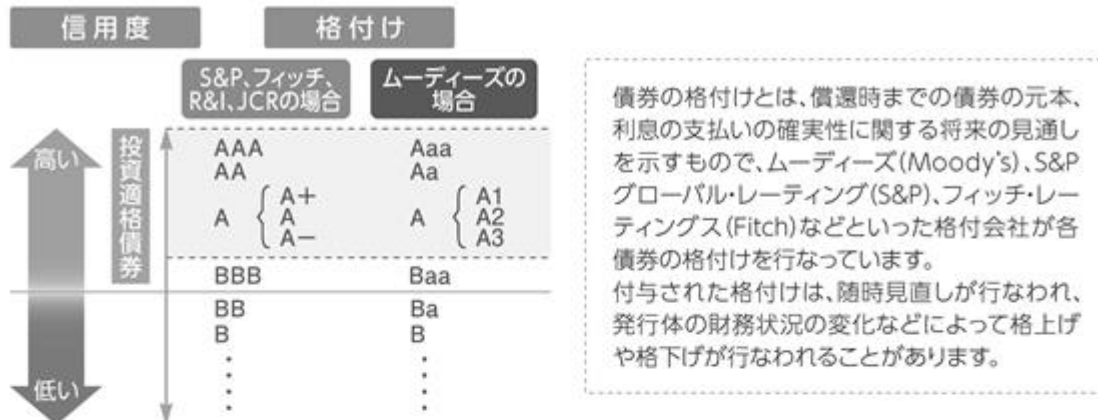 信用度
格付け
S&P、フィッチ、
R&I、JCRの場合
ムーディーズの
場合
高い
低い
投資適格債券
AAA
Aaa
AA
Aa
A
A+
A
A-
A
A1
A2
A3
BBB
Baa
BB
Ba
B
B
債券の格付けとは、償還時までの債券の元本、
利息の支払いの確実性に関する将来の見通し
を示すもので、ムーディーズ(Moody's)、S&P
グローバル・レーティング(S&P)、フィッチ・レー
ティングス(Fitch)などといった格付会社が各
債券の格付けを行なっています。
付与された格付けは、随時見直しが行なわれ、
発行体の財務状況の変化などによって格上げ
や格下げが行なわれることがあります。